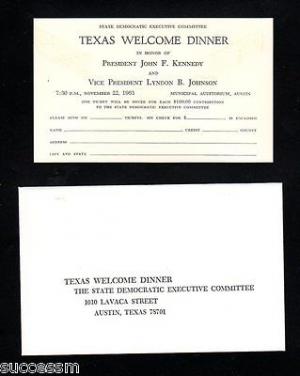 STATE DEMOCRATIC EXECUTIVE COMMITTEE
TEXAS WELCOME DINNER
IN HONOR OF
PRESIDENT JOHN F. KENNEDY
AND
VICE PRESIDENT LYNDON B. JOHNSON
7:30 P.M., NOVEMBER 22, 1963 MUNICIPAL AUDITORIUM, AUSTIN
ONE TICKET WILL BE ISSUED FOR EACH $100.00 CONTRIBUTION
TO THE STATE DEMOCRATIC EXECUTIVE COMMITTEE
PLEASE SEND ME TICKETS. MY CHECK FOR $ IS ENCLOSED
NAME COUNTY
ADDRESS
CITY AND STATE
TEXAS WELCOME DINNER
THE STATE DEMOCRATIC EXECUTIVE COMMITTEE
1010 LAVACA STREET
AUSTIN, TEXAS 78701
successm